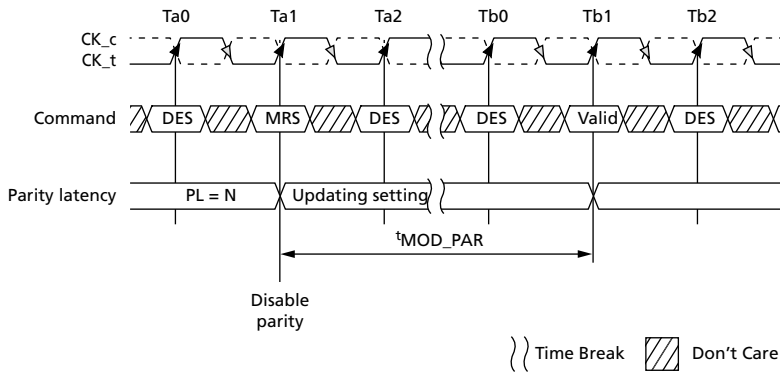 Ta0 Ta1 Ta2 Tb0 Tb1 Tb2
CK_c
CK_t
Command DES MRS DES DES Valid DES
Parity latency PL = N Updating setting
tMOD_PAR
Disable
parity
Time Break Don't Care